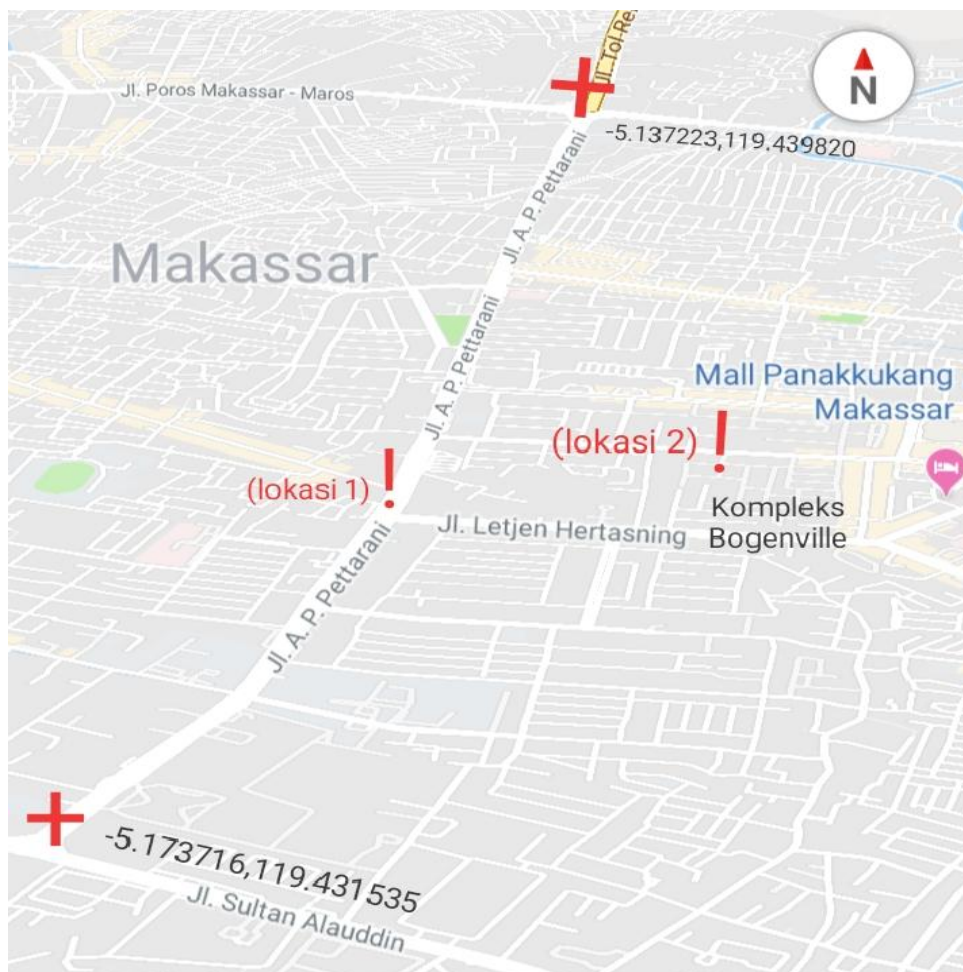 Jl. Tol Re
Jl. Poros Makassar - Maros
N
-5.137223,119.439820
Jl. A. P. Pettarani
Makassar
Jl. A. P. Pettarani
Mall Panakkukang
Makassar
(lokasi 2)
(lokasi 1)
Kompleks
Bogenville
Jl. Letjen Hertasning
Jl. A. P. Pettarani
-5.173716,119.431535
Jl. Sultan Alauddin